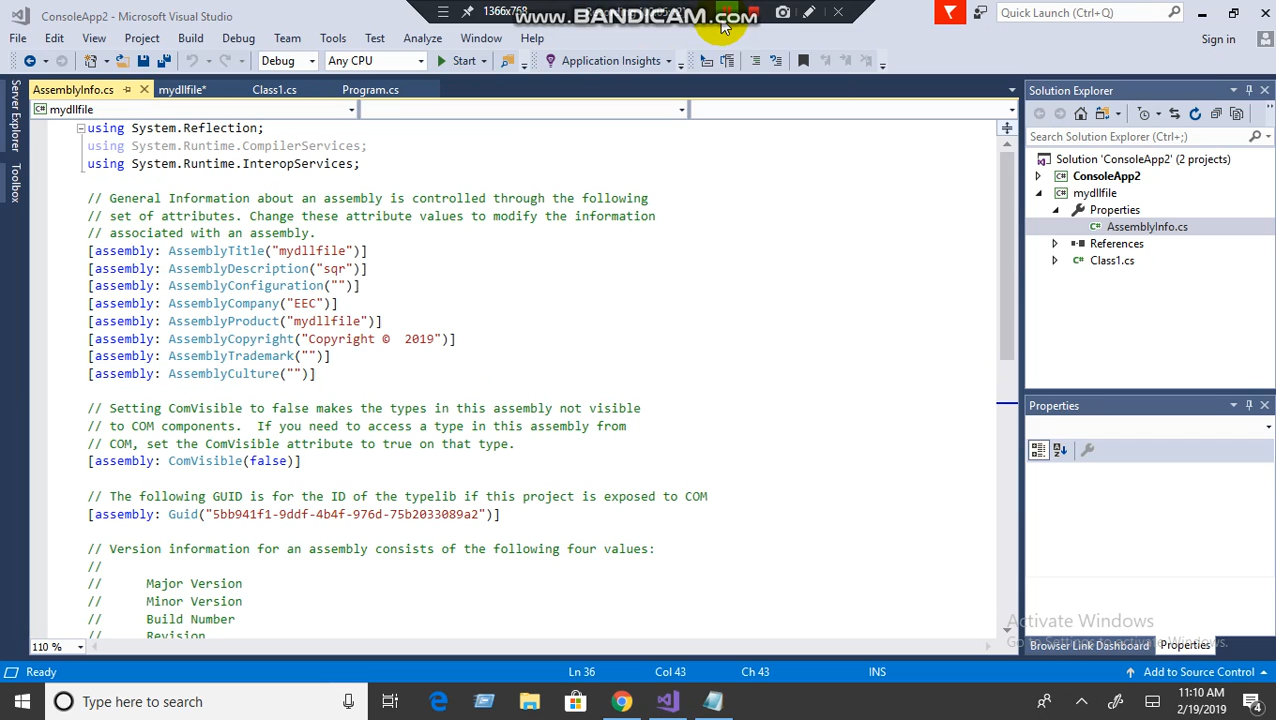 ConsoleApp2 - Microsoft Visual Studio
1366x768
www.BANDICAM.com
Quick Launch (Ctrl+Q)
Edit View Project Build Debug Team Tools Test Analyze Window Help
Sign in
Debug
Any CPU
Start
Application Insights
AssemblyInfo.cs
mydllfile*
Class1.cs
Program.cs
mydllfile
Server Explorer
Toolbox
using System.Reflection;
using System.Runtime.CompilerServices;
using System.Runtime.InteropServices;
// General Information about an assembly is controlled through the following
// set of attributes. Change these attribute values to modify the information
// associated with an assembly.
[assembly: AssemblyTitle("mydllfile")]
[assembly: AssemblyDescription("sqr")]
[assembly: AssemblyConfiguration("")]
[assembly: AssemblyCompany("EEC")]
[assembly: AssemblyProduct("mydllfile")]
[assembly: AssemblyCopyright("Copyright ©  2019")]
[assembly: AssemblyTrademark("")]
[assembly: AssemblyCulture("")]
// Setting ComVisible to false makes the types in this assembly not visible
// to COM components.  If you need to access a type in this assembly from
// COM, set the ComVisible attribute to true on that type.
[assembly: ComVisible(false)]
// The following GUID is for the ID of the typelib if this project is exposed to COM
[assembly: Guid("5bb941f1-9ddf-4b4f-976d-75b2033089a2")]
// Version information for an assembly consists of the following four values:
//
// Major Version
// Minor Version
// Build Number
// Revision
110 %
Solution Explorer
Search Solution Explorer (Ctrl+;)
Solution 'ConsoleApp2' (2 projects)
ConsoleApp2
mydllfile
Properties
AssemblyInfo.cs
References
Class1.cs
Properties
Activate Windows
Go to Settings to activate Windows.
Browser Link Dashboard
Properties
Ready
Ln 36
Col 43
Ch 43
INS
Add to Source Control
Type here to search
11:10 AM
2/19/2019
4